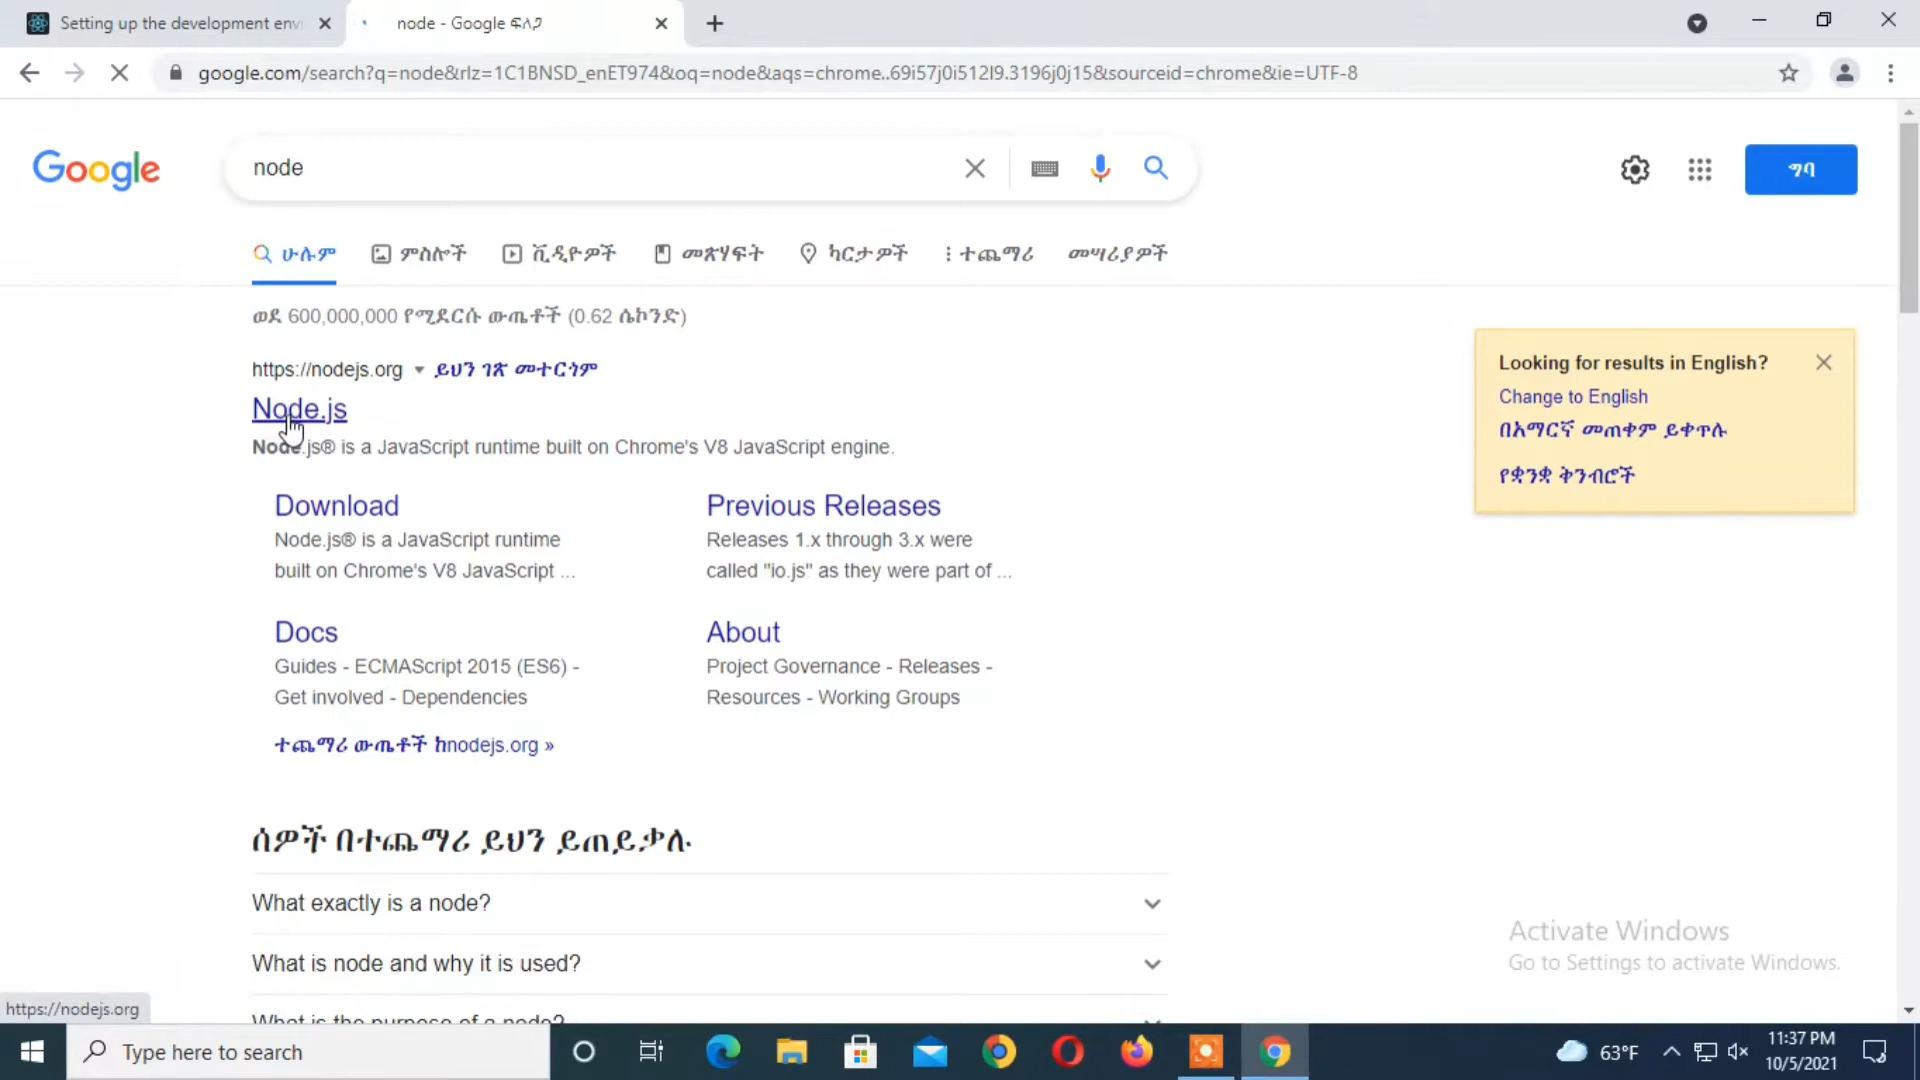 Setting up the development env
node - Google ፍለጋ
google.com/search?q=node&rlz=1C1BNSD_enET974&oq=node&aqs=chrome..69i57j0i512l9.3196j0j15&sourceid=chrome&ie=UTF-8
Google
node
ግባ
ሁሉም
ምስሎች
ቪዲዮዎች
መጽሃፍት
ካርታዎች
ተጨማሪ
መሣሪያዎች
ወደ 600,000,000 የሚደርሱ ውጤቶች (0.62 ሴኮንድ)
https://nodejs.org ይህን ገጽ መተርጎም
Node.js
Node.js® is a JavaScript runtime built on Chrome's V8 JavaScript engine.
Download
Node.js® is a JavaScript runtime
built on Chrome's V8 JavaScript ...
Previous Releases
Releases 1.x through 3.x were
called "io.js" as they were part of ...
Docs
Guides - ECMAScript 2015 (ES6) -
Get involved - Dependencies
About
Project Governance - Releases -
Resources - Working Groups
ተጨማሪ ውጤቶች ከnodejs.org »
ሰዎች በተጨማሪ ይህን ይጠይቃሉ
What exactly is a node?
What is node and why it is used?
What is the purpose of a node?
Looking for results in English?
Change to English
በአማርኛ መጠቀም ይቀጥሉ
የቋንቋ ቅንብሮች
Activate Windows
Go to Settings to activate Windows.
https://nodejs.org
Type here to search
63°F
11:37 PM
10/5/2021